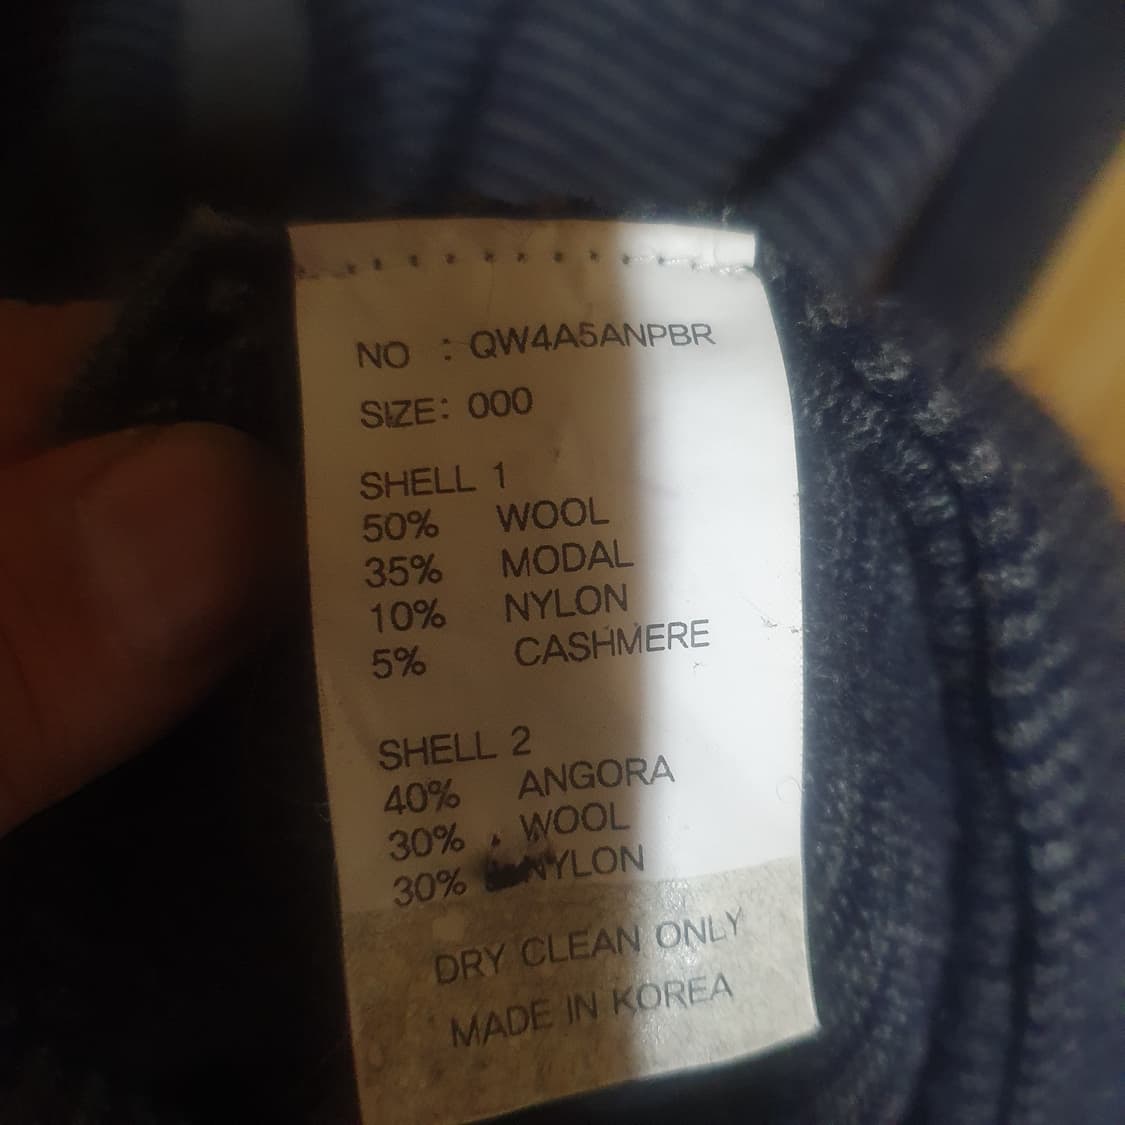 NO : QW4A5ANPBR
SIZE: 000
SHELL 1
50% WOOL
35% MODAL
10% NYLON
5% CASHMERE
SHELL 2
40% ANGORA
30% WOOL
30% NYLON
DRY CLEAN ONLY
MADE IN KOREA